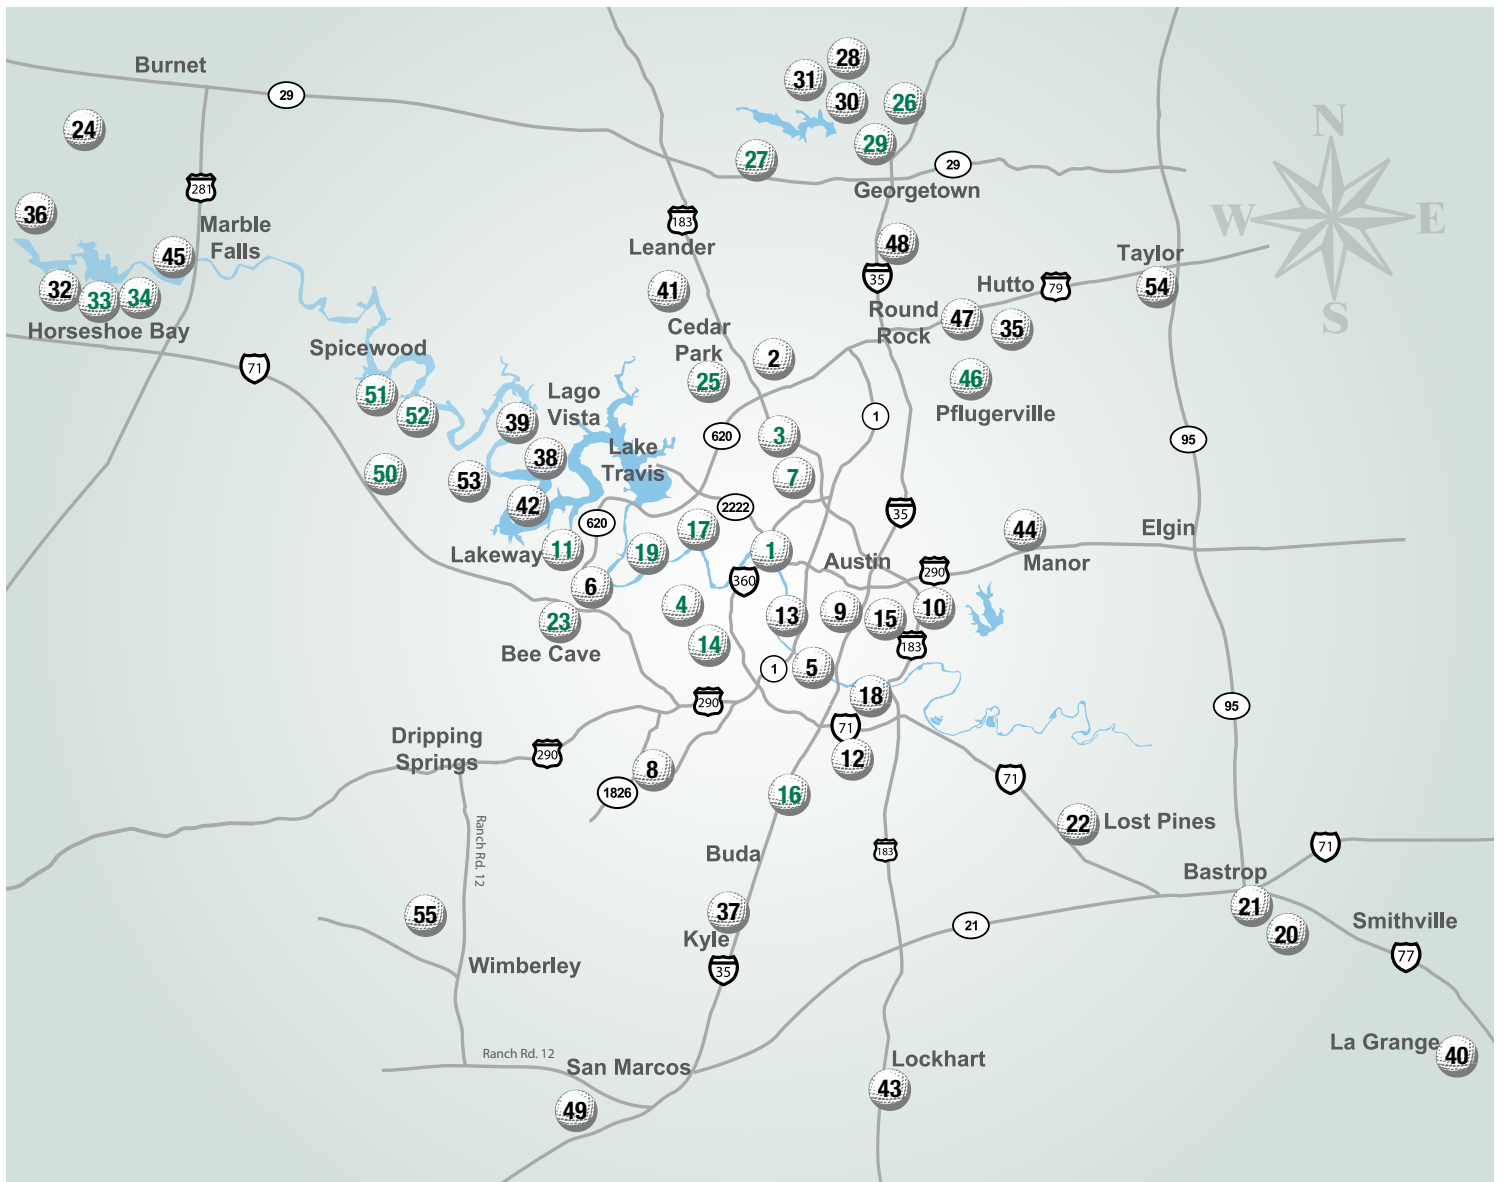 28
Burnet
31
29
30
26
N
24
29
27
29
281
Georgetown
36
Marble
Falls
183
W
E
Leander
48
45
Taylor
35
Hutto
79
54
32
33
34
41
Round
Rock
47
35
S
Horseshoe Bay
Cedar
Park
Spicewood
2
71
25
46
51
Lago
Vista
52
39
1
Pflugerville
620
3
95
Lake
Travis
38
50
53
7
42
2222
35
620
17
44
Elgin
Lakeway
11
19
1
Austin
Manor
290
360
6
4
13
9
15
10
23
14
183
Bee Cave
5
1
18
290
95
71
Dripping
Springs
290
12
8
71
1826
16
Ranch Rd. 12
22
Lost Pines
Buda
183
71
Bastrop
55
37
21
21
20
Smithville
Kyle
77
Wimberley
35
La Grange
40
Ranch Rd. 12
San Marcos
Lockhart
43
49